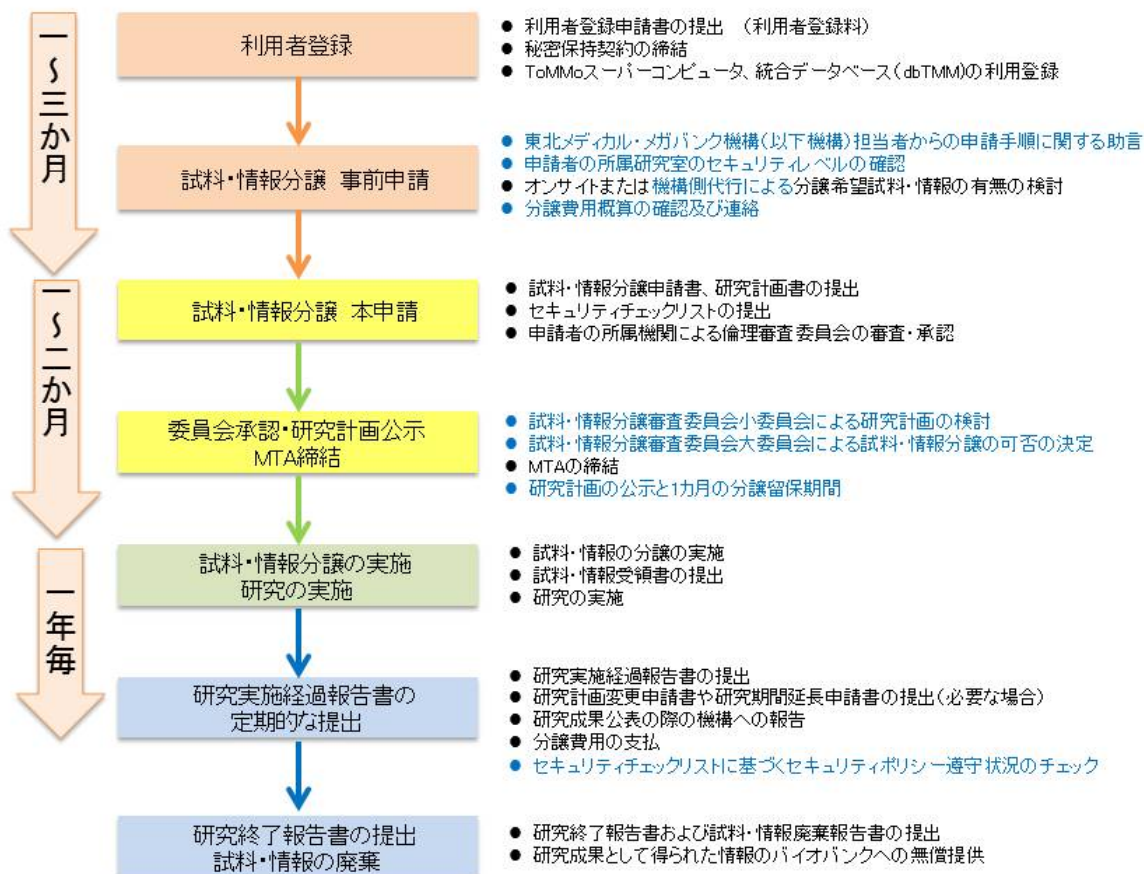 一～三か月
利用者登録
● 利用者登録申請書の提出　（利用者登録料）
● 秘密保持契約の締結
● ToMMoスーパーコンピュータ、統合データベース（dbTMM）の利用登録
試料・情報分譲 事前申請
● 東北メディカル・メガバンク機構（以下機構）担当者からの申請手順に関する助言
● 申請者の所属研究室のセキュリティレベルの確認
● オンサイトまたは機構側代行による分譲希望試料・情報の有無の検討
● 分譲費用概算の確認及び連絡
一～二か月
試料・情報分譲 本申請
● 試料・情報分譲申請書、研究計画書の提出
● セキュリティチェックリストの提出
● 申請者の所属機関による倫理審査委員会の審査・承認
委員会承認・研究計画公示
MTA締結
● 試料・情報分譲審査委員会小委員会による研究計画の検討
● 試料・情報分譲審査委員会大委員会による試料・情報分譲の可否の決定
● MTAの締結
● 研究計画の公示と1カ月の分譲留保期間
一年毎
試料・情報分譲の実施
研究の実施
● 試料・情報の分譲の実施
● 試料・情報受領書の提出
● 研究の実施
研究実施経過報告書の
定期的な提出
● 研究実施経過報告書の提出
● 研究計画変更申請書や研究期間延長申請書の提出（必要な場合）
● 研究成果公表の際の機構への報告
● 分譲費用の支払
● セキュリティチェックリストに基づくセキュリティポリシー遵守状況のチェック
研究終了報告書の提出
試料・情報の廃棄
● 研究終了報告書および試料・情報廃棄報告書の提出
● 研究成果として得られた情報のバイオバンクへの無償提供